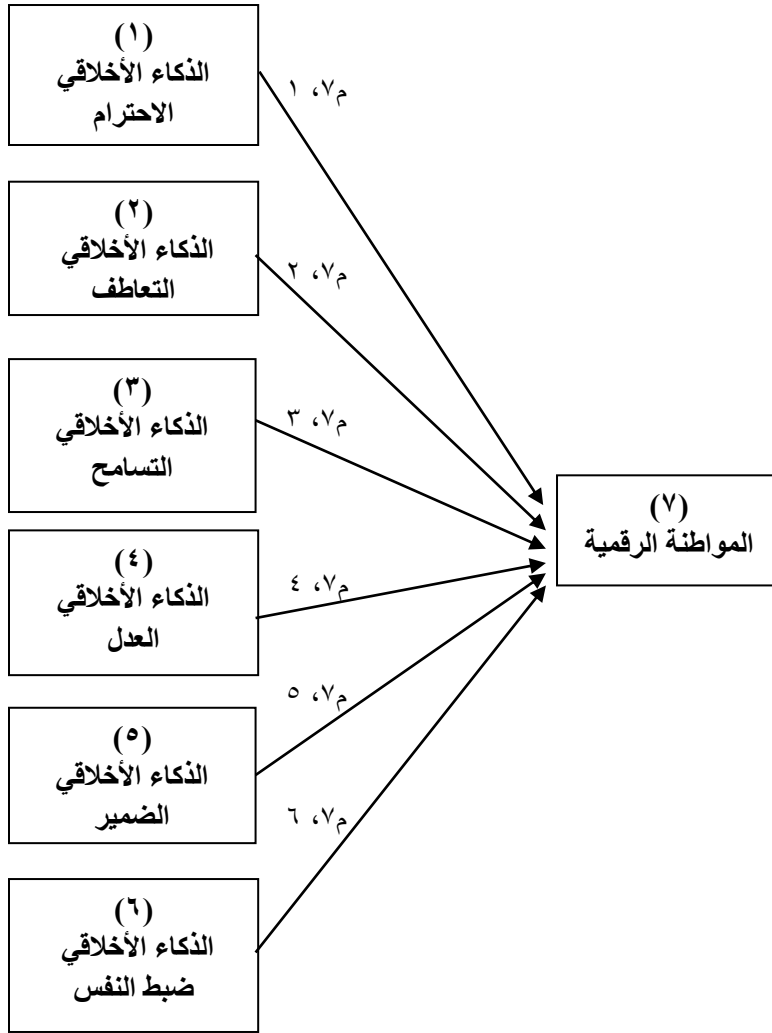 (١)
الذكاء الأخلاقي
الاحترام
م٧، ١
(٢)
الذكاء الأخلاقي
التعاطف
م٧، ٢
(٣)
الذكاء الأخلاقي
التسامح
م٧، ٣
(٧)
المواطنة الرقمية
(٤)
الذكاء الأخلاقي
العدل
م٧، ٤
(٥)
الذكاء الأخلاقي
الضمير
م٧، ٥
(٦)
الذكاء الأخلاقي
ضبط النفس
م٧، ٦